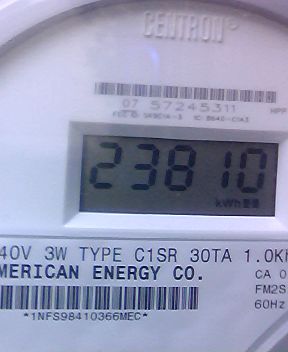 CENTRON®
07 57245311
23810
kWh
40V 3W TYPE C1SR 30TA 1.0K
MERICAN ENERGY CO.
CA 0
FM2S
60Hz
*1NFS98410366MEC*